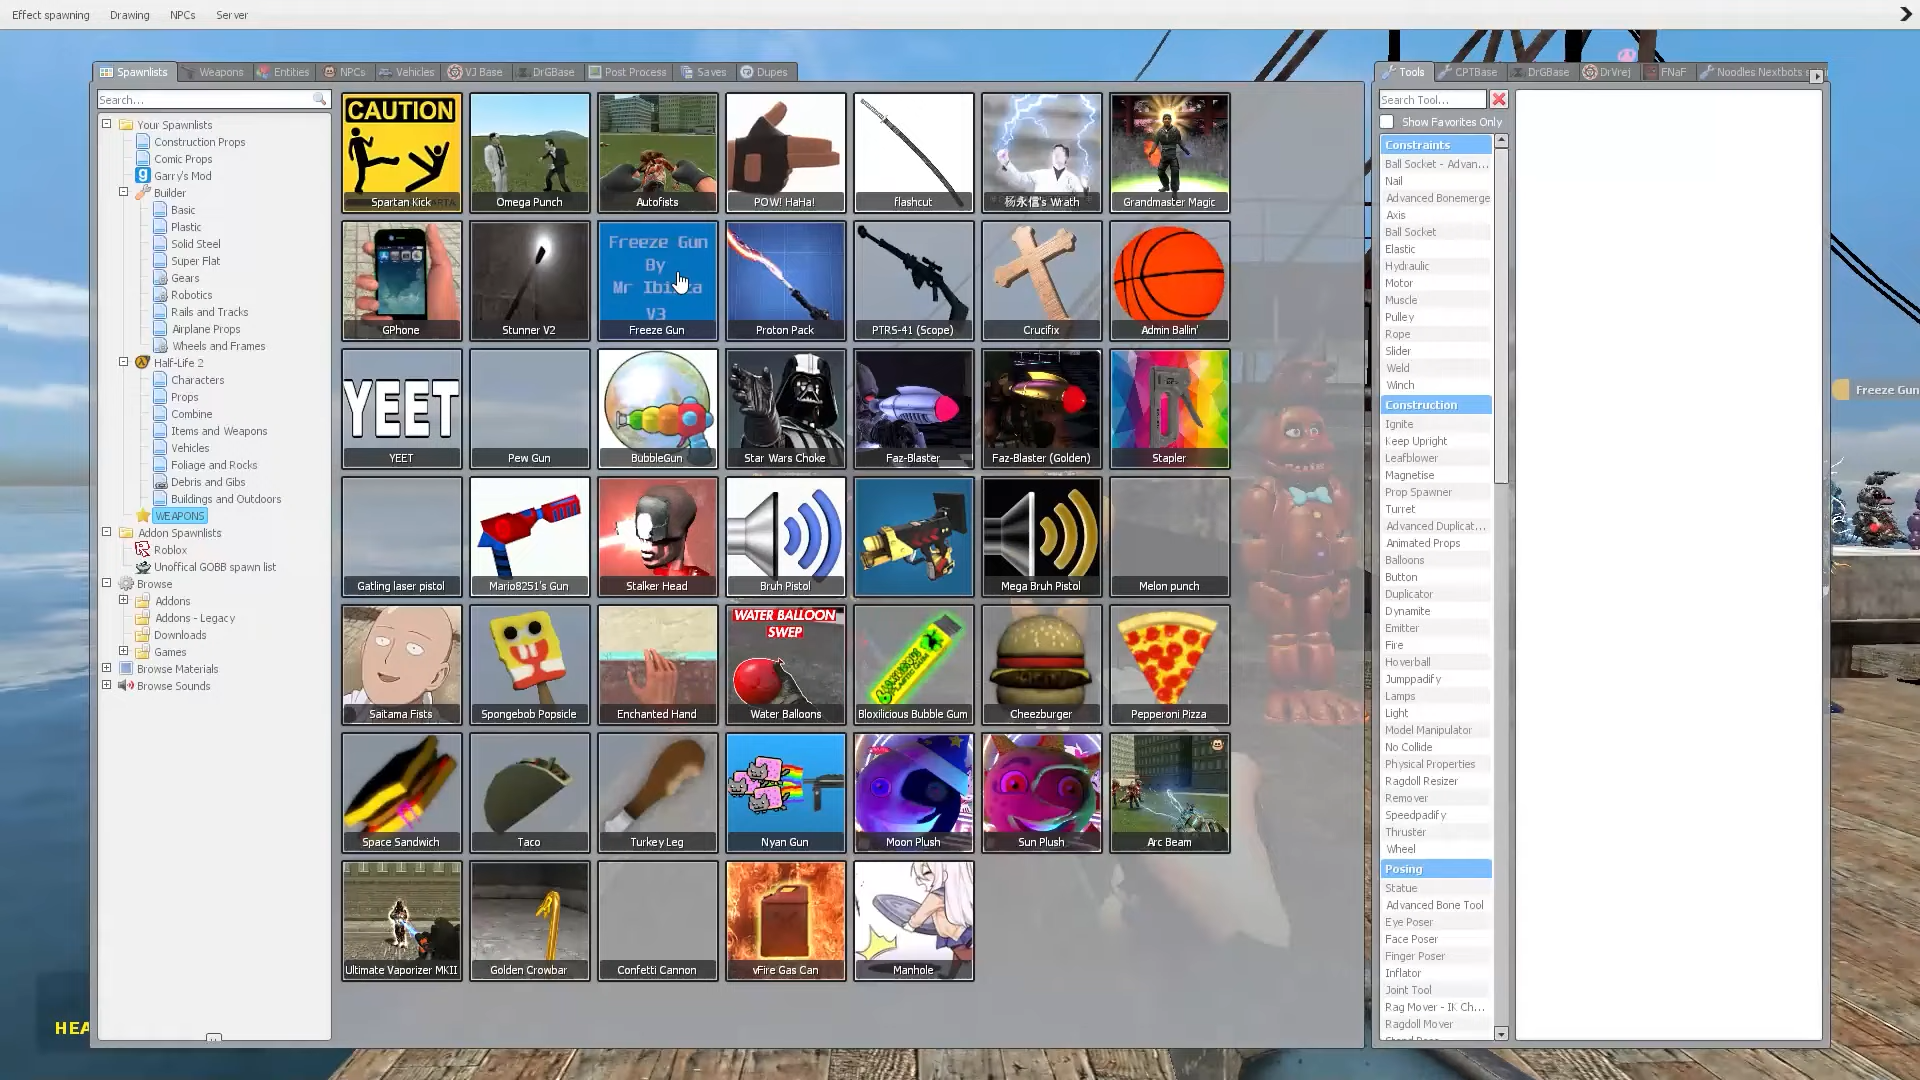 Effect spawning Drawing NPCs Server
Spawnlists Weapons Entities NPCs Vehicles VJ Base DrGBase Post Process Saves Dupes
Search...
Your Spawnlists
Construction Props
Comic Props
Garry's Mod
Builder
Basic
Plastic
Solid Steel
Super Flat
Gears
Robotics
Rails and Tracks
Airplane Props
Wheels and Frames
Half-Life 2
Characters
Props
Combine
Items and Weapons
Vehicles
Foliage and Rocks
Debris and Gibs
Buildings and Outdoors
WEAPONS
Addon Spawnlists
Roblox
Unoffical GOBB spawn list
Browse
Addons
Addons - Legacy
Downloads
Games
Browse Materials
Browse Sounds
CAUTION
Spartan Kick Omega Punch Autofists POW! HaHa! flashcut 杨永信's Wrath Grandmaster Magic
Freeze Gun
By
Mr
V3
GPhone Stunner V2 Freeze Gun Proton Pack PTRS-41 (Scope) Crucifix Admin Ballin'
YEET
YEET Pew Gun BubbleGun Star Wars Choke Faz-Blaster Faz-Blaster (Golden) Stapler
Gatling laser pistol Mario8251's Gun Stalker Head Bruh Pistol Mega Bruh Pistol Melon punch
WATER BALLOON
SWEP
Saitama Fists Spongebob Popsicle Enchanted Hand Water Balloons Bloxilicious Bubble Gum Cheezburger Pepperoni Pizza
Space Sandwich Taco Turkey Leg Nyan Gun Moon Plush Sun Plush Arc Beam
Ultimate Vaporizer MKII Golden Crowbar Confetti Cannon vFire Gas Can Manhole
Tools CPTBase DrGBase DrVrej FNaF Noodles Nextbots
Search Tool...
Show Favorites Only
Constraints
Ball Socket - Advan...
Nail
Advanced Bonemerge
Axis
Ball Socket
Elastic
Hydraulic
Motor
Muscle
Pulley
Rope
Slider
Weld
Winch
Construction
Ignite
Keep Upright
Leafblower
Magnetise
Prop Spawner
Turret
Advanced Duplicat...
Animated Props
Balloons
Button
Duplicator
Dynamite
Emitter
Fire
Hoverball
Jumppadify
Lamps
Light
Model Manipulator
No Collide
Physical Properties
Ragdoll Resizer
Remover
Speedpadify
Thruster
Wheel
Posing
Statue
Advanced Bone Tool
Eye Poser
Face Poser
Finger Poser
Inflator
Joint Tool
Rag Mover - IK Ch...
Ragdoll Mover
Freeze Gun
HEA